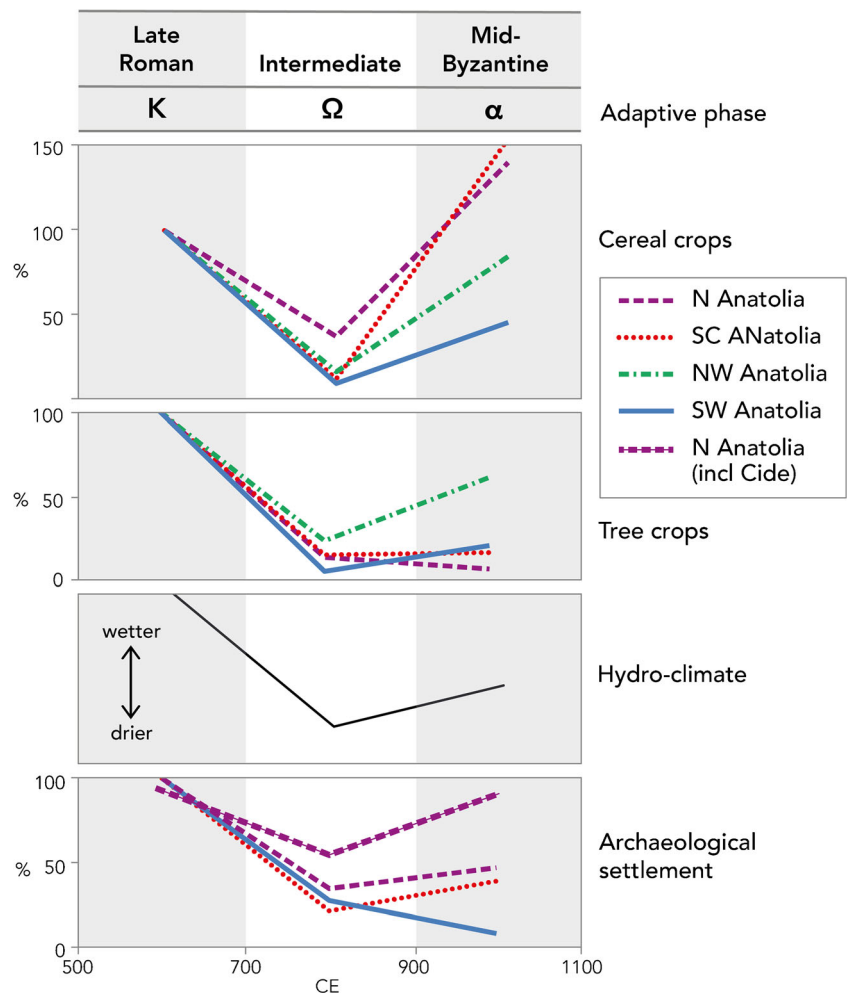 Late Roman
Intermediate
Mid-Byzantine
K
Ω
α
Adaptive phase
150
100
%
50
Cereal crops
N Anatolia
SC ANatolia
NW Anatolia
SW Anatolia
N Anatolia
(incl Cide)
100
%
50
0
Tree crops
wetter
drier
Hydro-climate
100
50
%
0
Archaeological
settlement
500
700
900
1100
CE